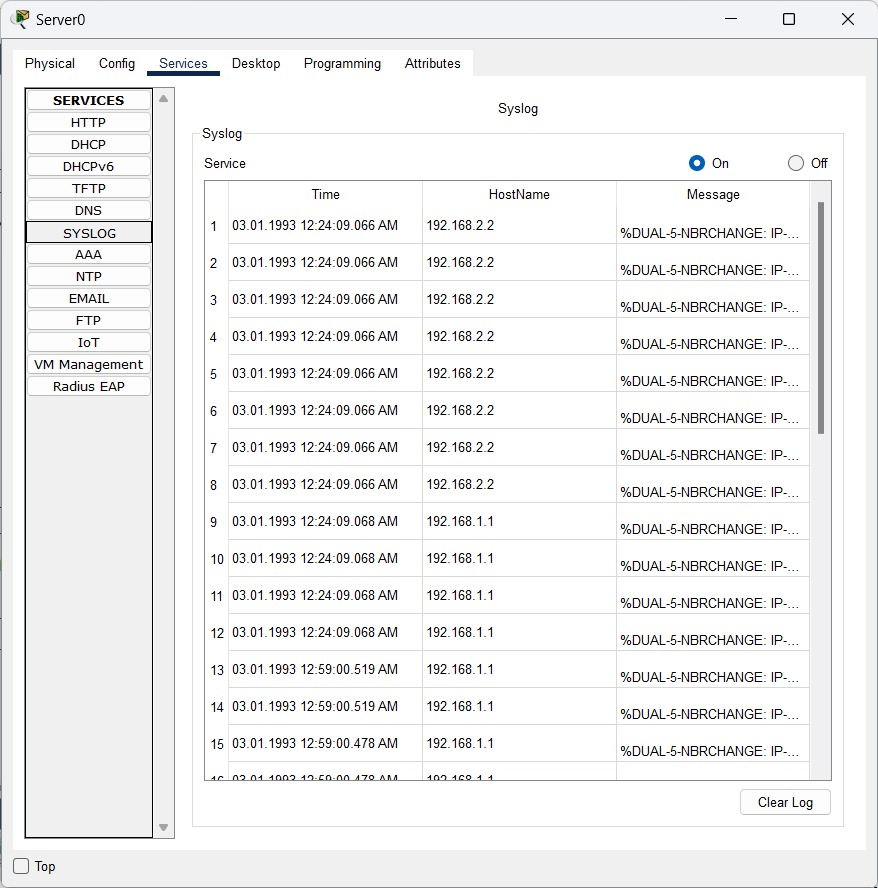 Server0
Physical Config Services Desktop Programming Attributes
SERVICES
HTTP
DHCP
DHCPv6
TFTP
DNS
SYSLOG
AAA
NTP
EMAIL
FTP
IoT
VM Management
Radius EAP
Syslog
Syslog
Service On Off
Time HostName Message
1 03.01.1993 12:24:09.066 AM 192.168.2.2 %DUAL-5-NBRCHANGE: IP-...
2 03.01.1993 12:24:09.066 AM 192.168.2.2 %DUAL-5-NBRCHANGE: IP-...
3 03.01.1993 12:24:09.066 AM 192.168.2.2 %DUAL-5-NBRCHANGE: IP-...
4 03.01.1993 12:24:09.066 AM 192.168.2.2 %DUAL-5-NBRCHANGE: IP-...
5 03.01.1993 12:24:09.066 AM 192.168.2.2 %DUAL-5-NBRCHANGE: IP-...
6 03.01.1993 12:24:09.066 AM 192.168.2.2 %DUAL-5-NBRCHANGE: IP-...
7 03.01.1993 12:24:09.066 AM 192.168.2.2 %DUAL-5-NBRCHANGE: IP-...
8 03.01.1993 12:24:09.066 AM 192.168.2.2 %DUAL-5-NBRCHANGE: IP-...
9 03.01.1993 12:24:09.068 AM 192.168.1.1 %DUAL-5-NBRCHANGE: IP-...
10 03.01.1993 12:24:09.068 AM 192.168.1.1 %DUAL-5-NBRCHANGE: IP-...
11 03.01.1993 12:24:09.068 AM 192.168.1.1 %DUAL-5-NBRCHANGE: IP-...
12 03.01.1993 12:24:09.068 AM 192.168.1.1 %DUAL-5-NBRCHANGE: IP-...
13 03.01.1993 12:59:00.519 AM 192.168.1.1 %DUAL-5-NBRCHANGE: IP-...
14 03.01.1993 12:59:00.519 AM 192.168.1.1 %DUAL-5-NBRCHANGE: IP-...
15 03.01.1993 12:59:00.478 AM 192.168.1.1 %DUAL-5-NBRCHANGE: IP-...
16 03.01.1993 12:59:00.478 AM 192.168.1.1
Clear Log
Top